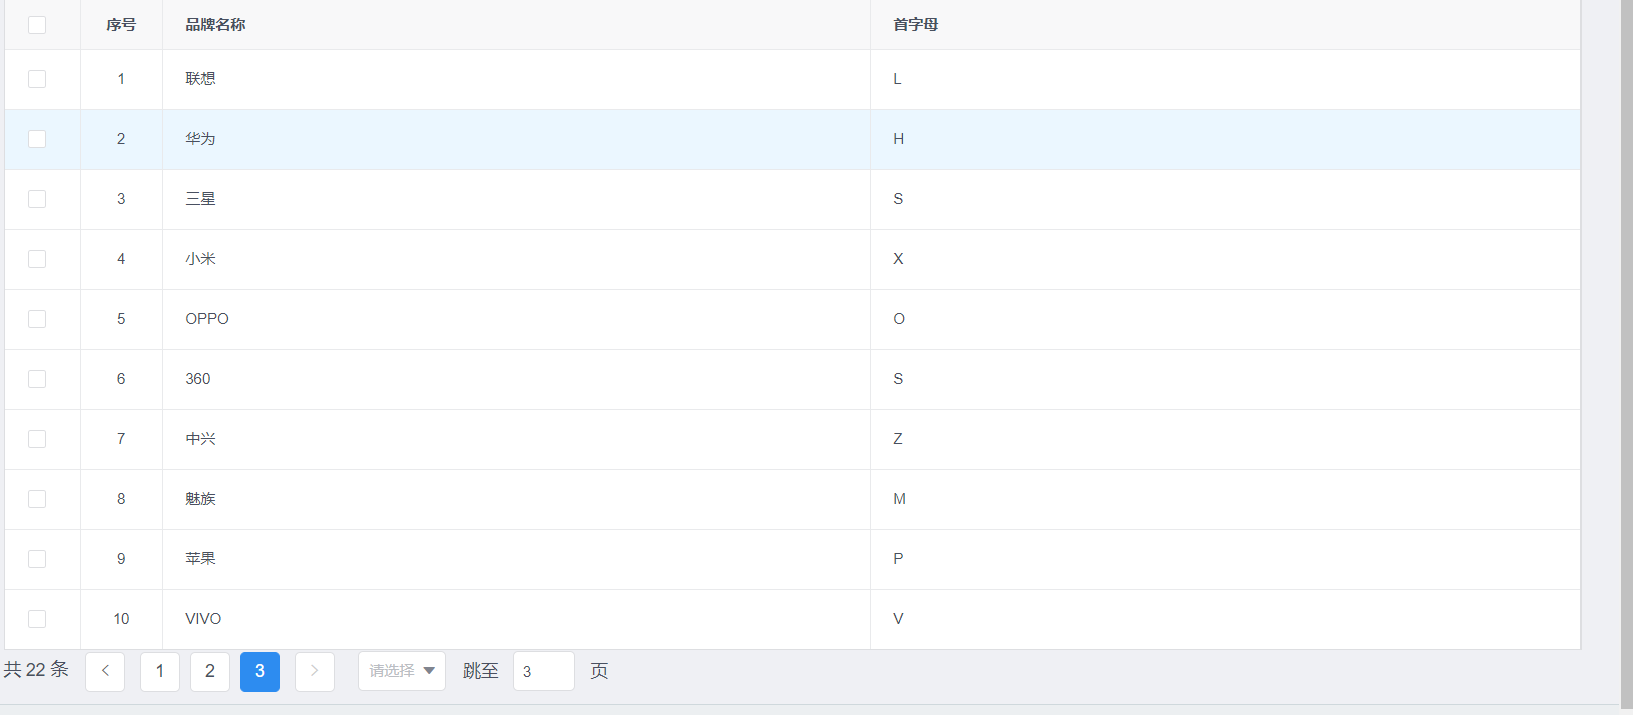 序号 品牌名称 首字母
1 联想 L
2 华为 H
3 三星 S
4 小米 X
5 OPPO O
6 360 S
7 中兴 Z
8 魅族 M
9 苹果 P
10 VIVO V
共 22 条 < 1 2 3 > 请选择 跳至 3 页